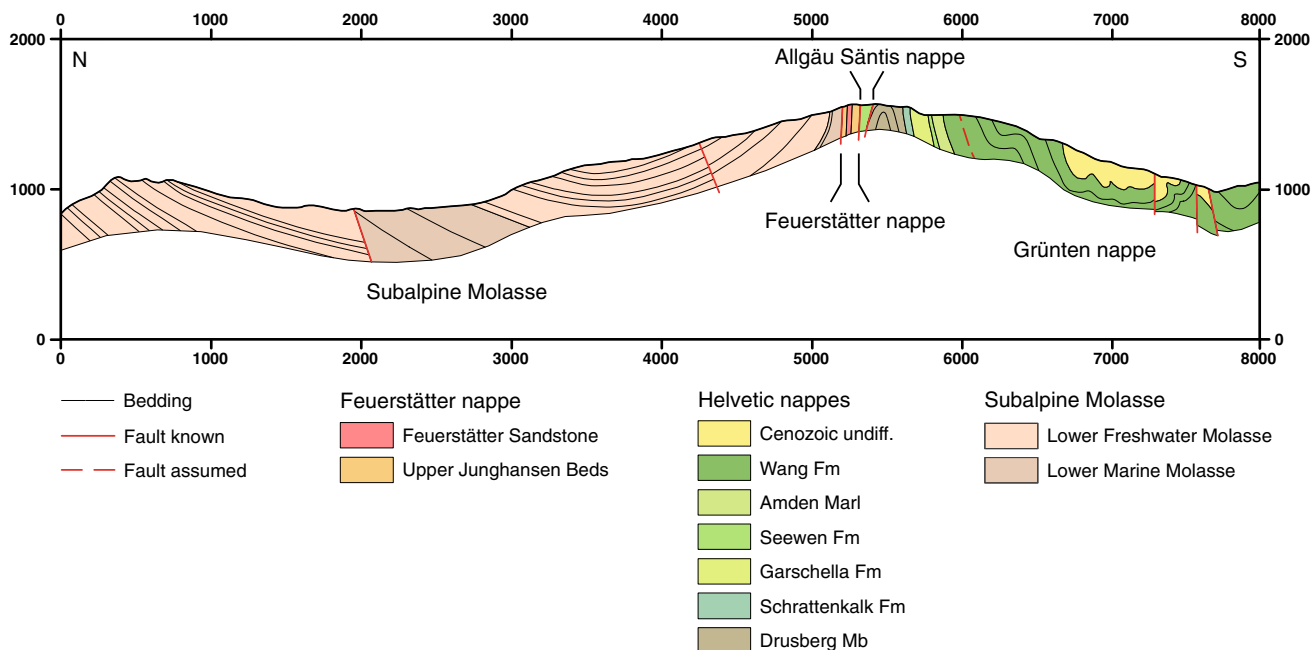 0 1000 2000 3000 4000 5000 6000 7000 8000
2000 2000
N S
Allgäu Säntis nappe
1000 1000
Feuerstätter nappe
Grünten nappe
Subalpine Molasse
0 0
0 1000 2000 3000 4000 5000 6000 7000 8000
Bedding
Fault known
Fault assumed
Feuerstätter nappe
Feuerstätter Sandstone
Upper Junghansen Beds
Helvetic nappes
Cenozoic undiff.
Wang Fm
Amden Marl
Seewen Fm
Garschella Fm
Schrattenkalk Fm
Drusberg Mb
Subalpine Molasse
Lower Freshwater Molasse
Lower Marine Molasse